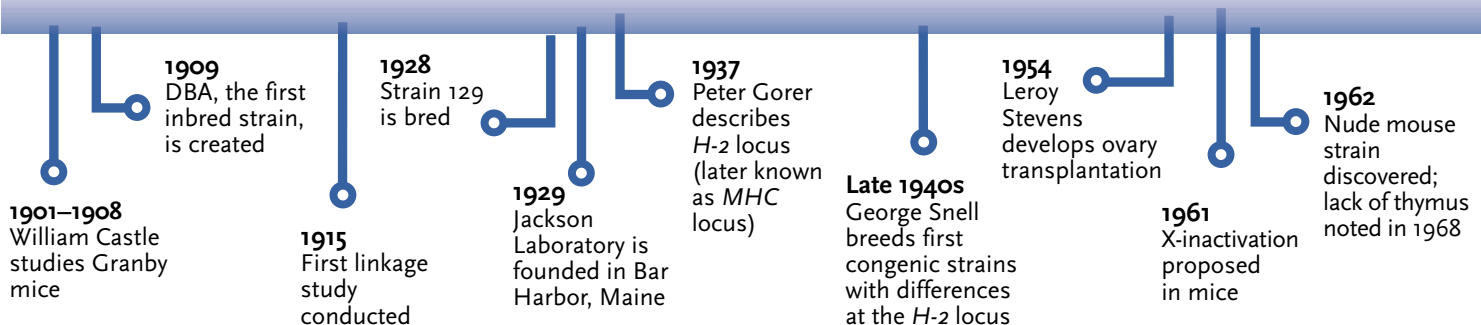 1901–1908
William Castle
studies Granby
mice
1909
DBA, the first
inbred strain,
is created
1915
First linkage
study
conducted
1928
Strain 129
is bred
1929
Jackson
Laboratory is
founded in Bar
Harbor, Maine
1937
Peter Gorer
describes
H-2 locus
(later known
as MHC
locus)
Late 1940s
George Snell
breeds first
congenic strains
with differences
at the H-2 locus
1954
Leroy
Stevens
develops ovary
transplantation
1961
X-inactivation
proposed
in mice
1962
Nude mouse
strain
discovered;
lack of thymus
noted in 1968